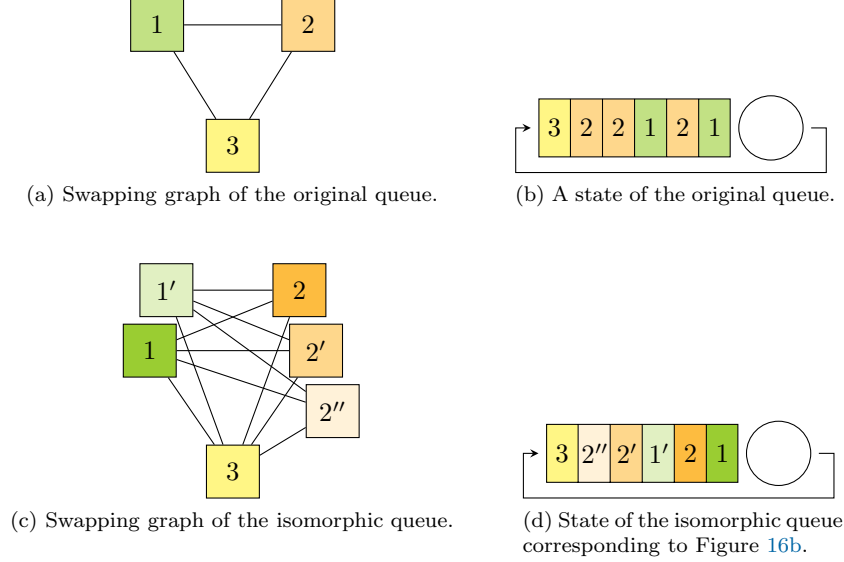 1
2
3
(a) Swapping graph of the original queue.
3 2 2 1 2 1
(b) A state of the original queue.
1′
2
1
2′
2′′
3
(c) Swapping graph of the isomorphic queue.
3 2′′ 2′ 1′ 2 1
(d) State of the isomorphic queue
corresponding to Figure 16b.